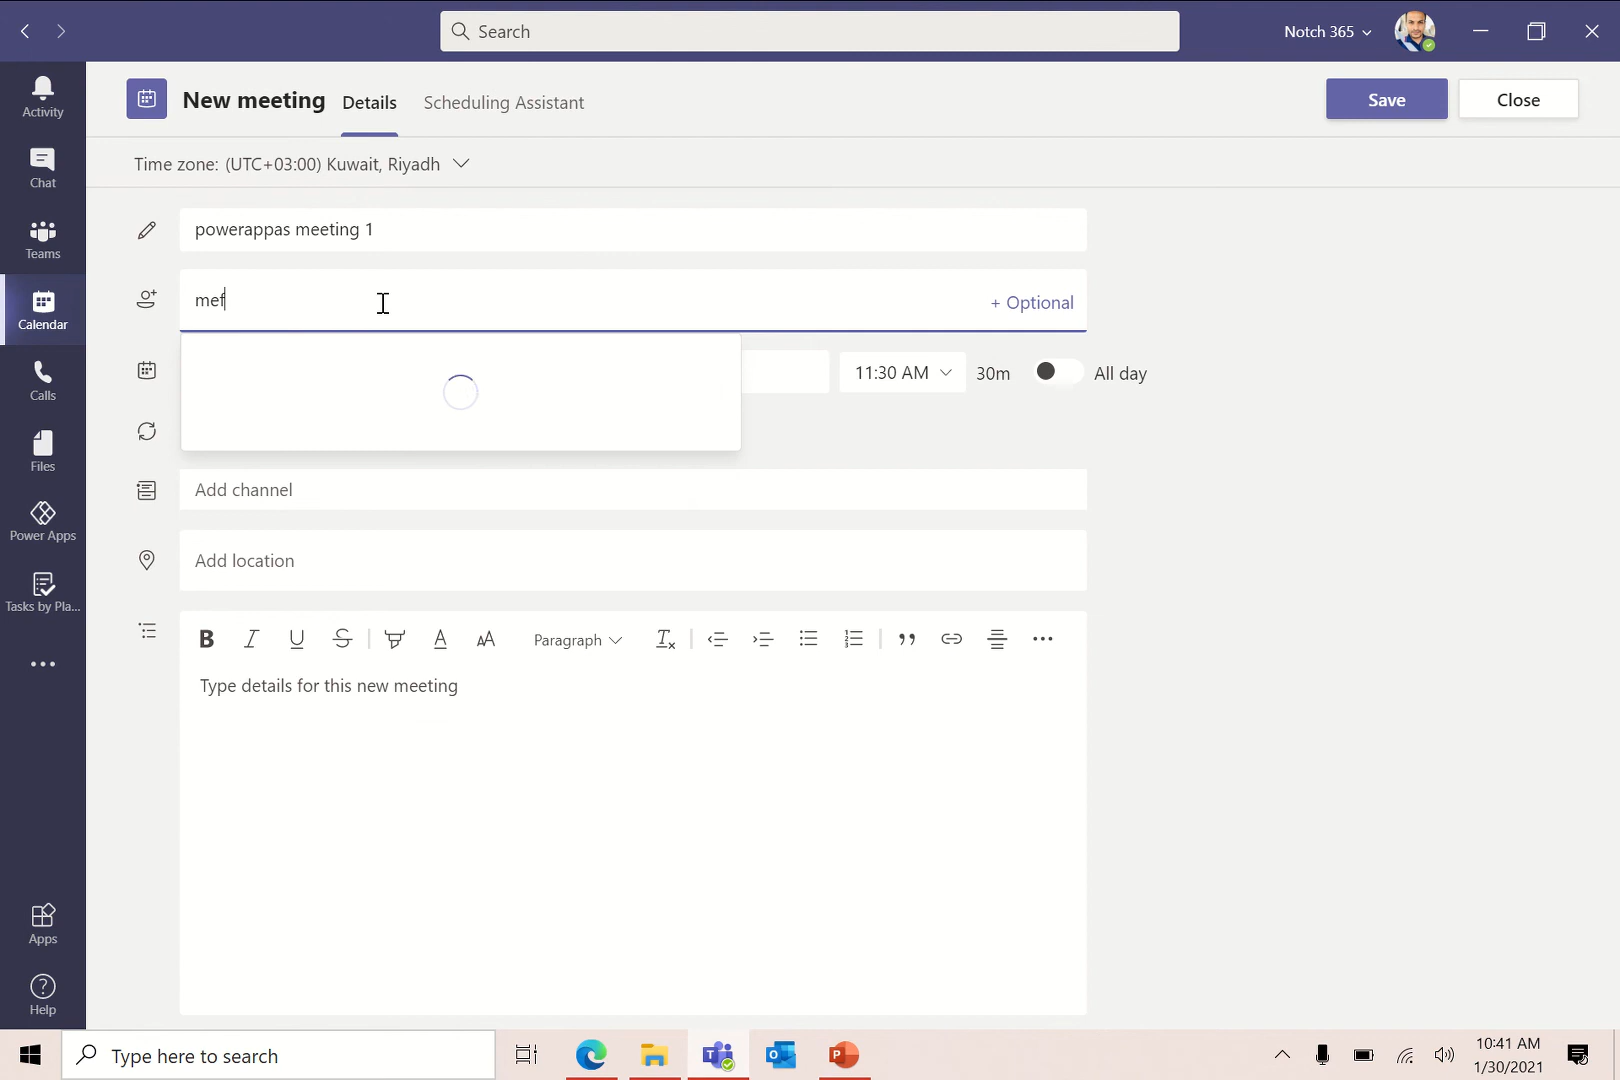 Search
Notch 365
Activity
Chat
Teams
Calendar
Calls
Files
Power Apps
Tasks by Pla...
Apps
Help
New meeting
Details
Scheduling Assistant
Save
Close
Time zone: (UTC+03:00) Kuwait, Riyadh
powerappas meeting 1
mef
+ Optional
11:30 AM
30m
All day
Add channel
Add location
B
I
U
S
A
AA
Paragraph
Type details for this new meeting
Type here to search
10:41 AM
1/30/2021